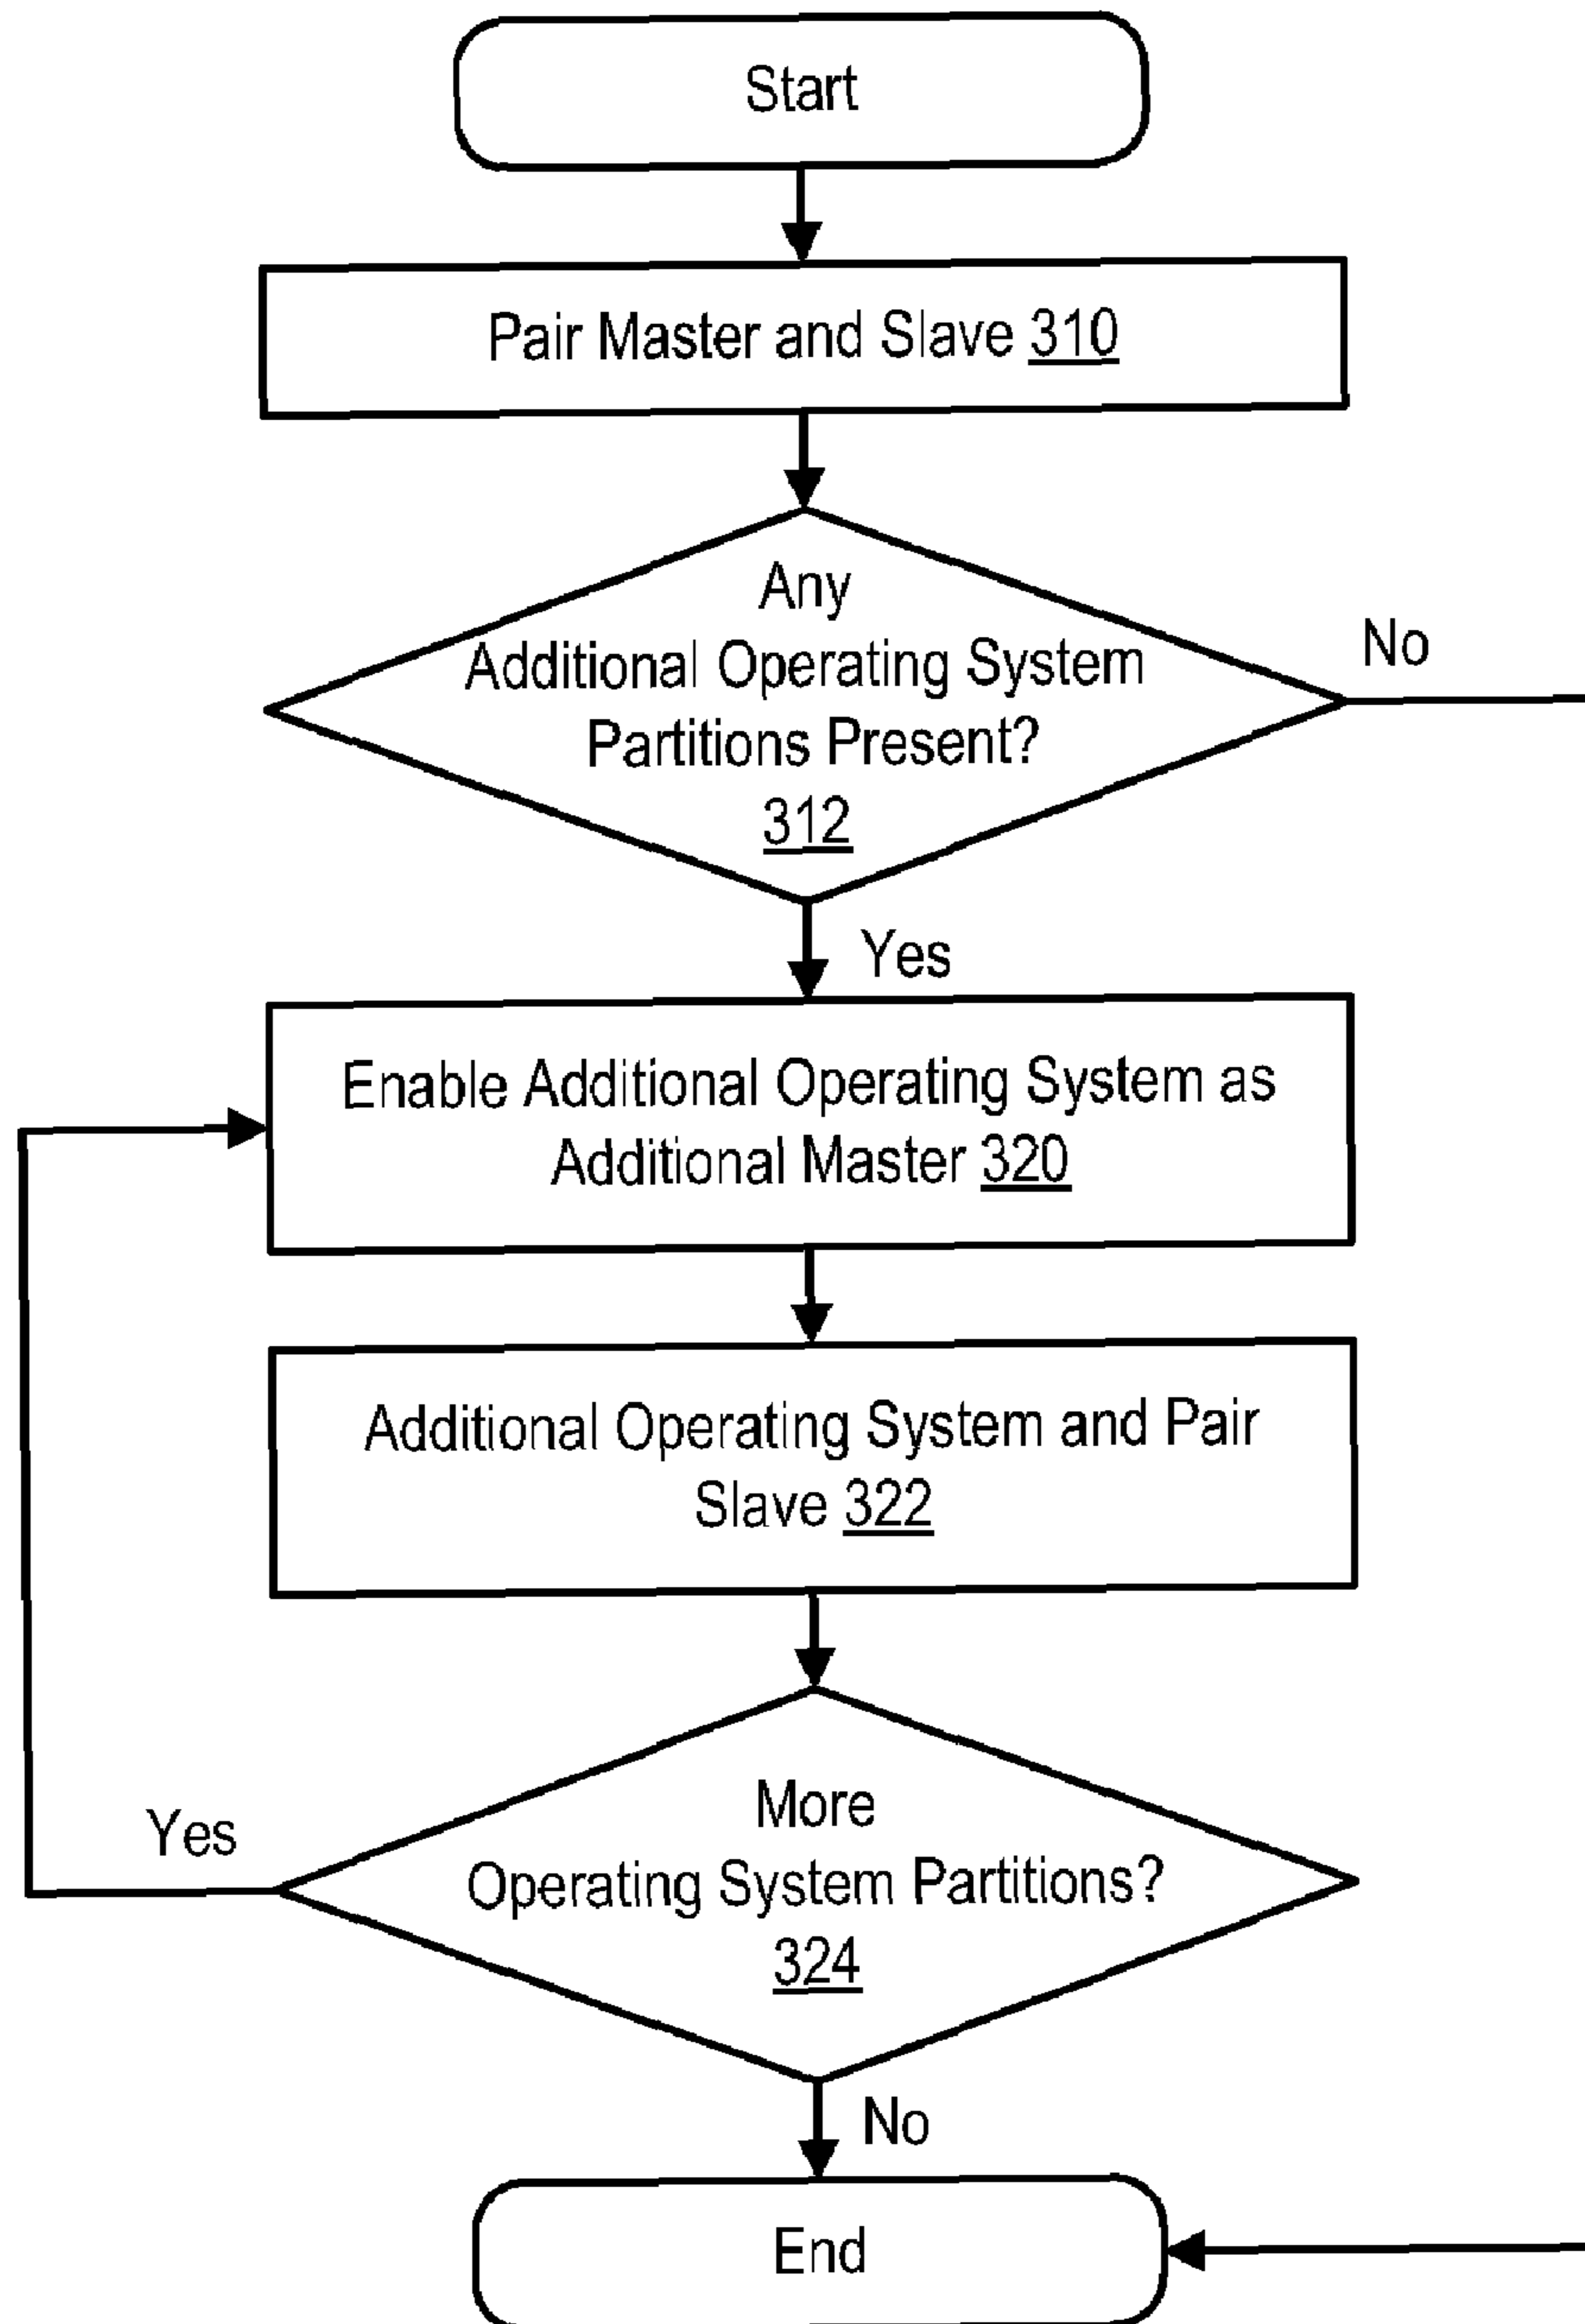 Start
Pair Master and Slave 310
Any
Additional Operating System
Partitions Present?
312
No
Yes
Enable Additional Operating System as
Additional Master 320
Additional Operating System and Pair
Slave 322
More
Operating System Partitions?
324
Yes
No
End